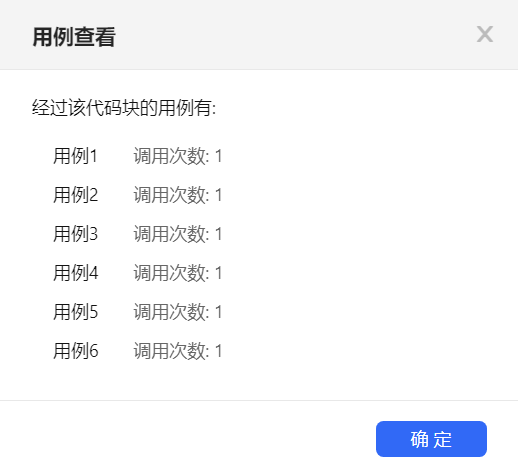 用例查看
经过该代码块的用例有:
用例1 调用次数: 1
用例2 调用次数: 1
用例3 调用次数: 1
用例4 调用次数: 1
用例5 调用次数: 1
用例6 调用次数: 1
确 定